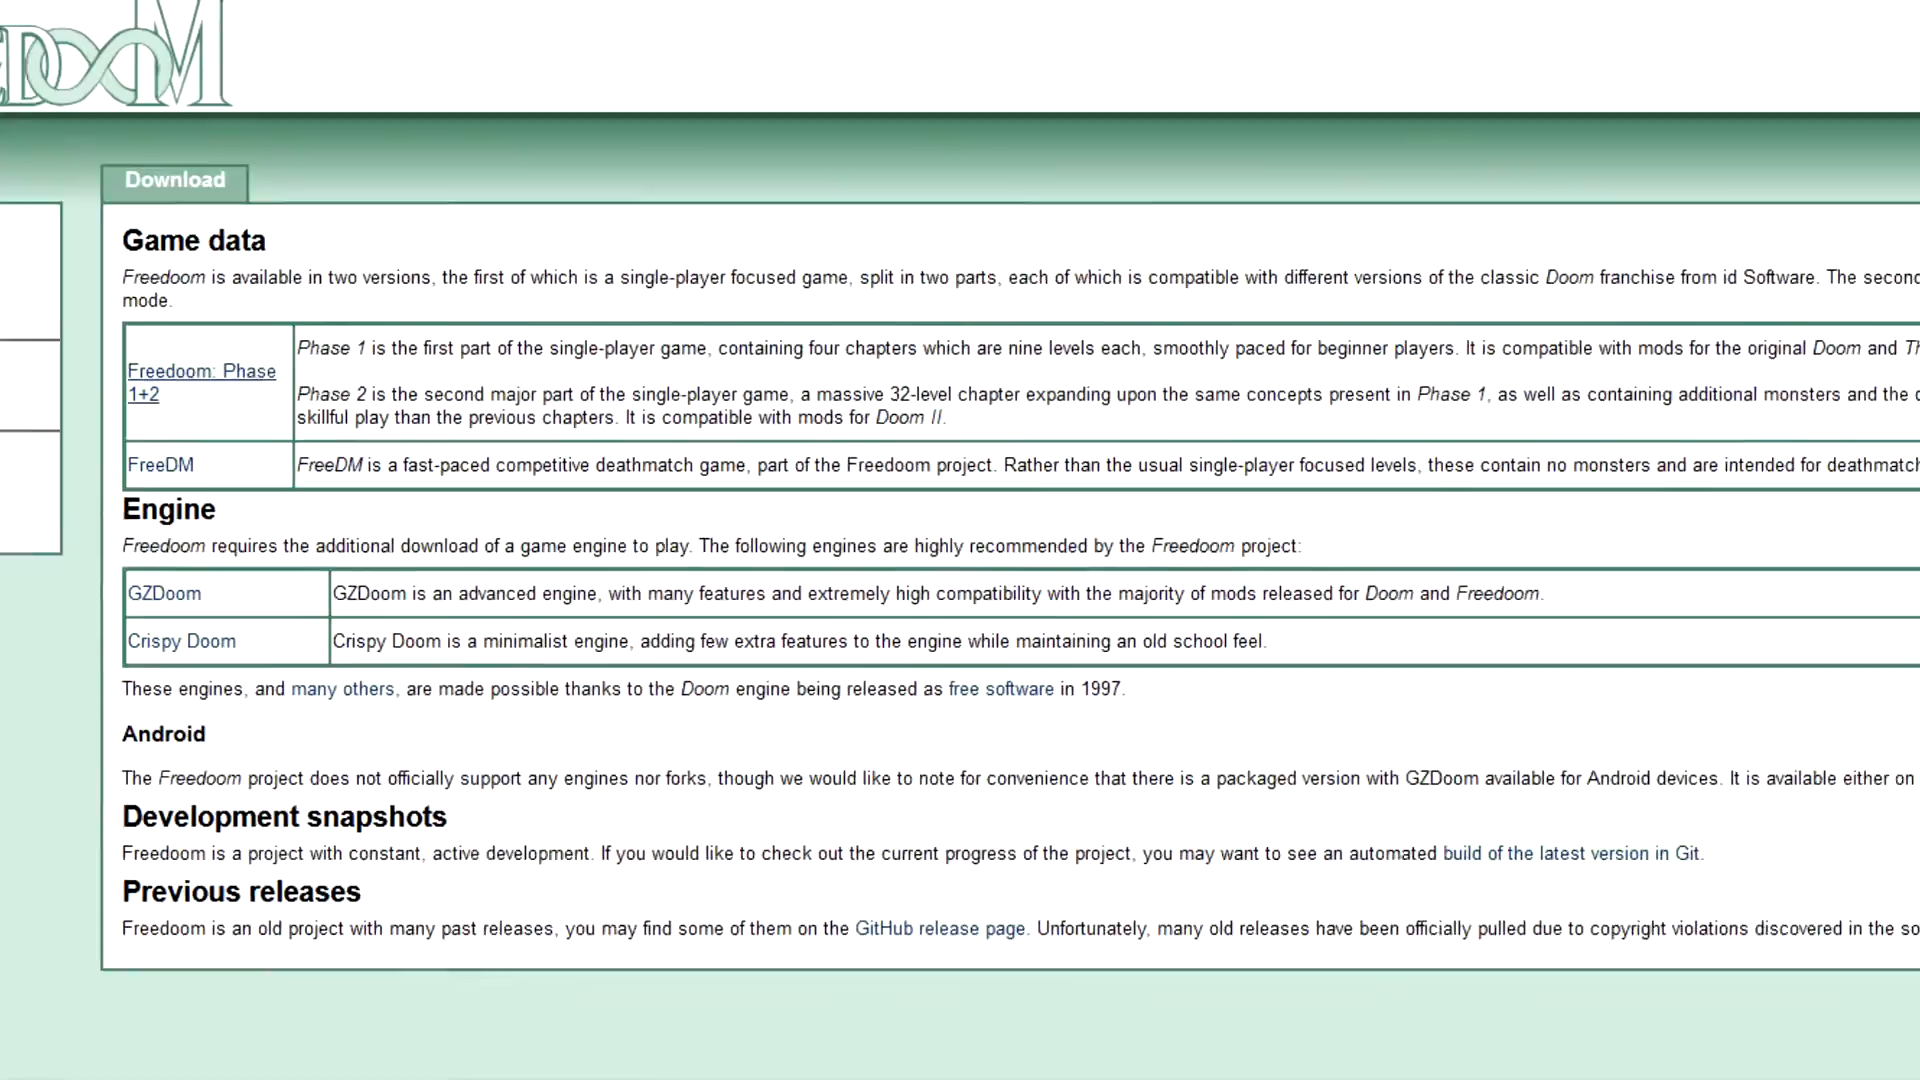 Download
Game data
Freedoom is available in two versions, the first of which is a single-player focused game, split in two parts, each of which is compatible with different versions of the classic Doom franchise from id Software. The second
mode.
Phase 1 is the first part of the single-player game, containing four chapters which are nine levels each, smoothly paced for beginner players. It is compatible with mods for the original Doom and
Freedoom: Phase
1+2
Phase 2 is the second major part of the single-player game, a massive 32-level chapter expanding upon the same concepts present in Phase 1, as well as containing additional monsters and the
skillful play than the previous chapters. It is compatible with mods for Doom II.
FreeDM
FreeDM is a fast-paced competitive deathmatch game, part of the Freedoom project. Rather than the usual single-player focused levels, these contain no monsters and are intended for deathmatch
Engine
Freedoom requires the additional download of a game engine to play. The following engines are highly recommended by the Freedoom project:
GZDoom
GZDoom is an advanced engine, with many features and extremely high compatibility with the majority of mods released for Doom and Freedoom.
Crispy Doom
Crispy Doom is a minimalist engine, adding few extra features to the engine while maintaining an old school feel.
These engines, and many others, are made possible thanks to the Doom engine being released as free software in 1997.
Android
The Freedoom project does not officially support any engines nor forks, though we would like to note for convenience that there is a packaged version with GZDoom available for Android devices. It is available either on
Development snapshots
Freedoom is a project with constant, active development. If you would like to check out the current progress of the project, you may want to see an automated build of the latest version in Git.
Previous releases
Freedoom is an old project with many past releases, you may find some of them on the GitHub release page. Unfortunately, many old releases have been officially pulled due to copyright violations discovered in the